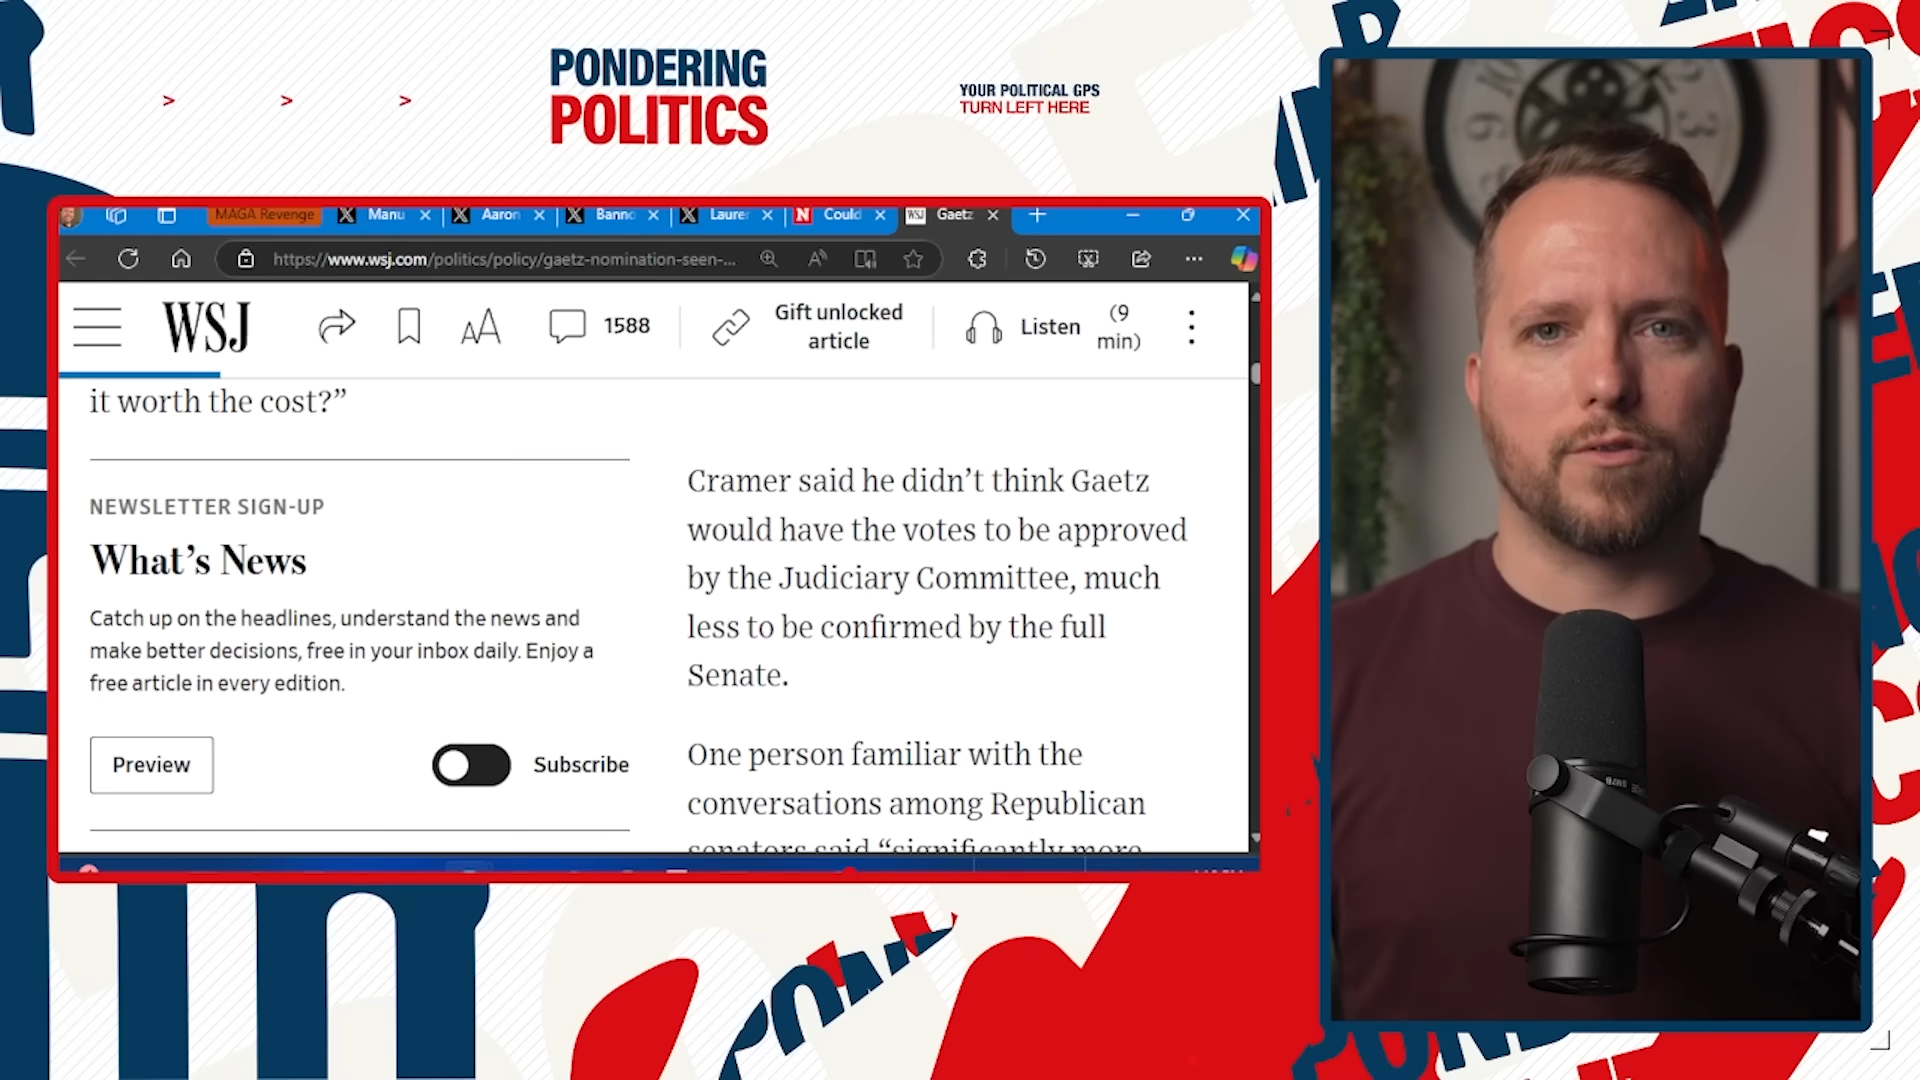 PONDERING
POLITICS
YOUR POLITICAL GPS
TURN LEFT HERE
MAGA Revenge
Manu
Aaron
Banno
Laurer
Could
WSJ
Gaetz
https://www.wsj.com/politics/policy/gaetz-nomination-seen-...
WSJ
1588
Gift unlocked
article
Listen
(9
min)
it worth the cost?”
NEWSLETTER SIGN-UP
What’s News
Catch up on the headlines, understand the news and
make better decisions, free in your inbox daily. Enjoy a
free article in every edition.
Preview
Subscribe
Cramer said he didn’t think Gaetz
would have the votes to be approved
by the Judiciary Committee, much
less to be confirmed by the full
Senate.
One person familiar with the
conversations among Republican
senators said “significantly more